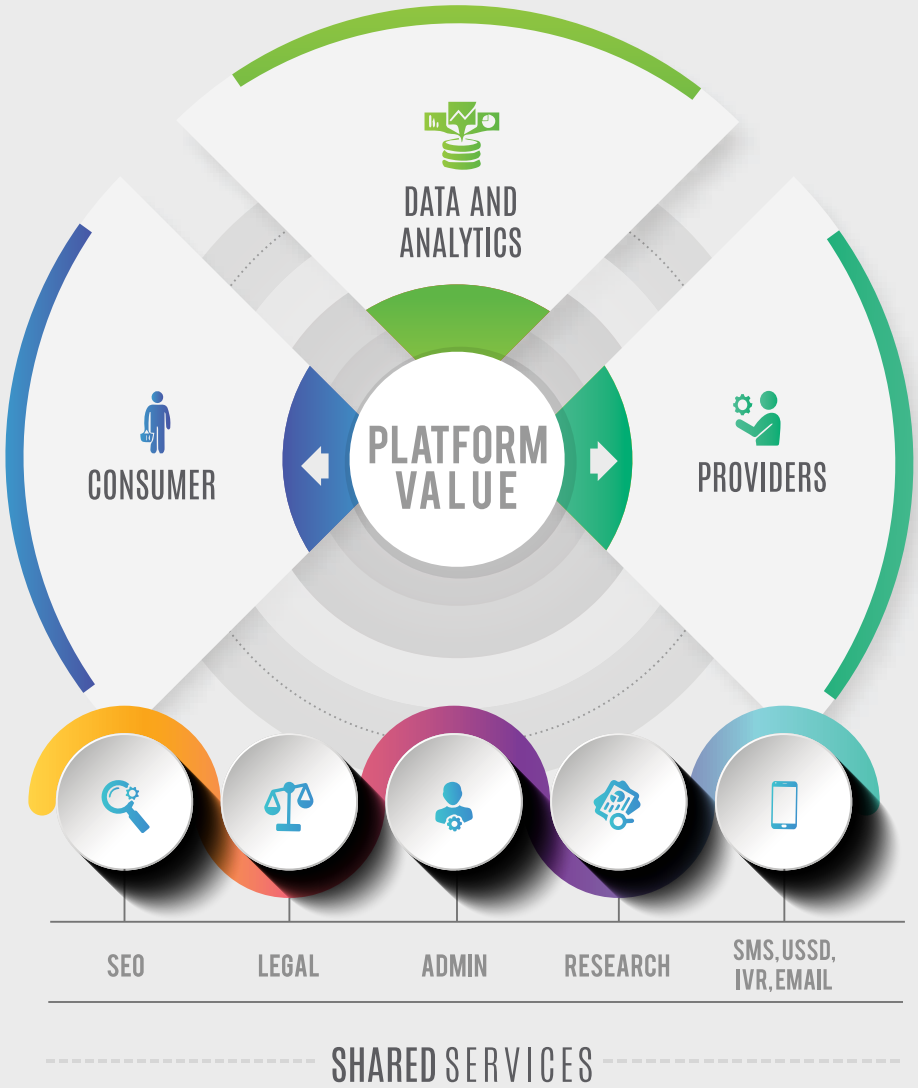 DATA AND
ANALYTICS
CONSUMER
PLATFORM
VALUE
PROVIDERS
SEO
LEGAL
ADMIN
RESEARCH
SMS, USSD,
IVR, EMAIL
SHARED SERVICES